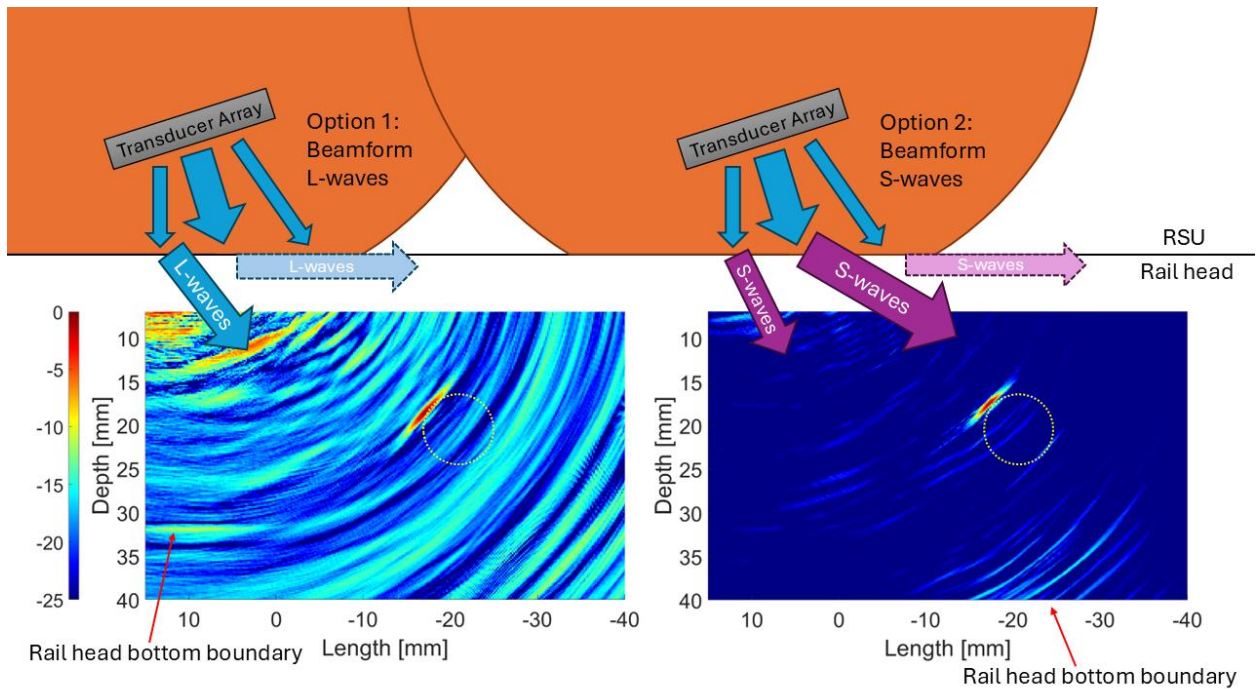 Transducer Array
Option 1:
Beamform
L-waves
Transducer Array
Option 2:
Beamform
S-waves
RSU
Rail head
L-waves
L-waves
S-waves
S-waves
S-waves
0
-5
-10
-15
-20
-25
Depth [mm]
10
15
20
25
30
35
40
10 0 -10 -20 -30 -40
Length [mm]
Rail head bottom boundary
Depth [mm]
10
15
20
25
30
35
40
10 0 -10 -20 -30 -40
Length [mm]
Rail head bottom boundary